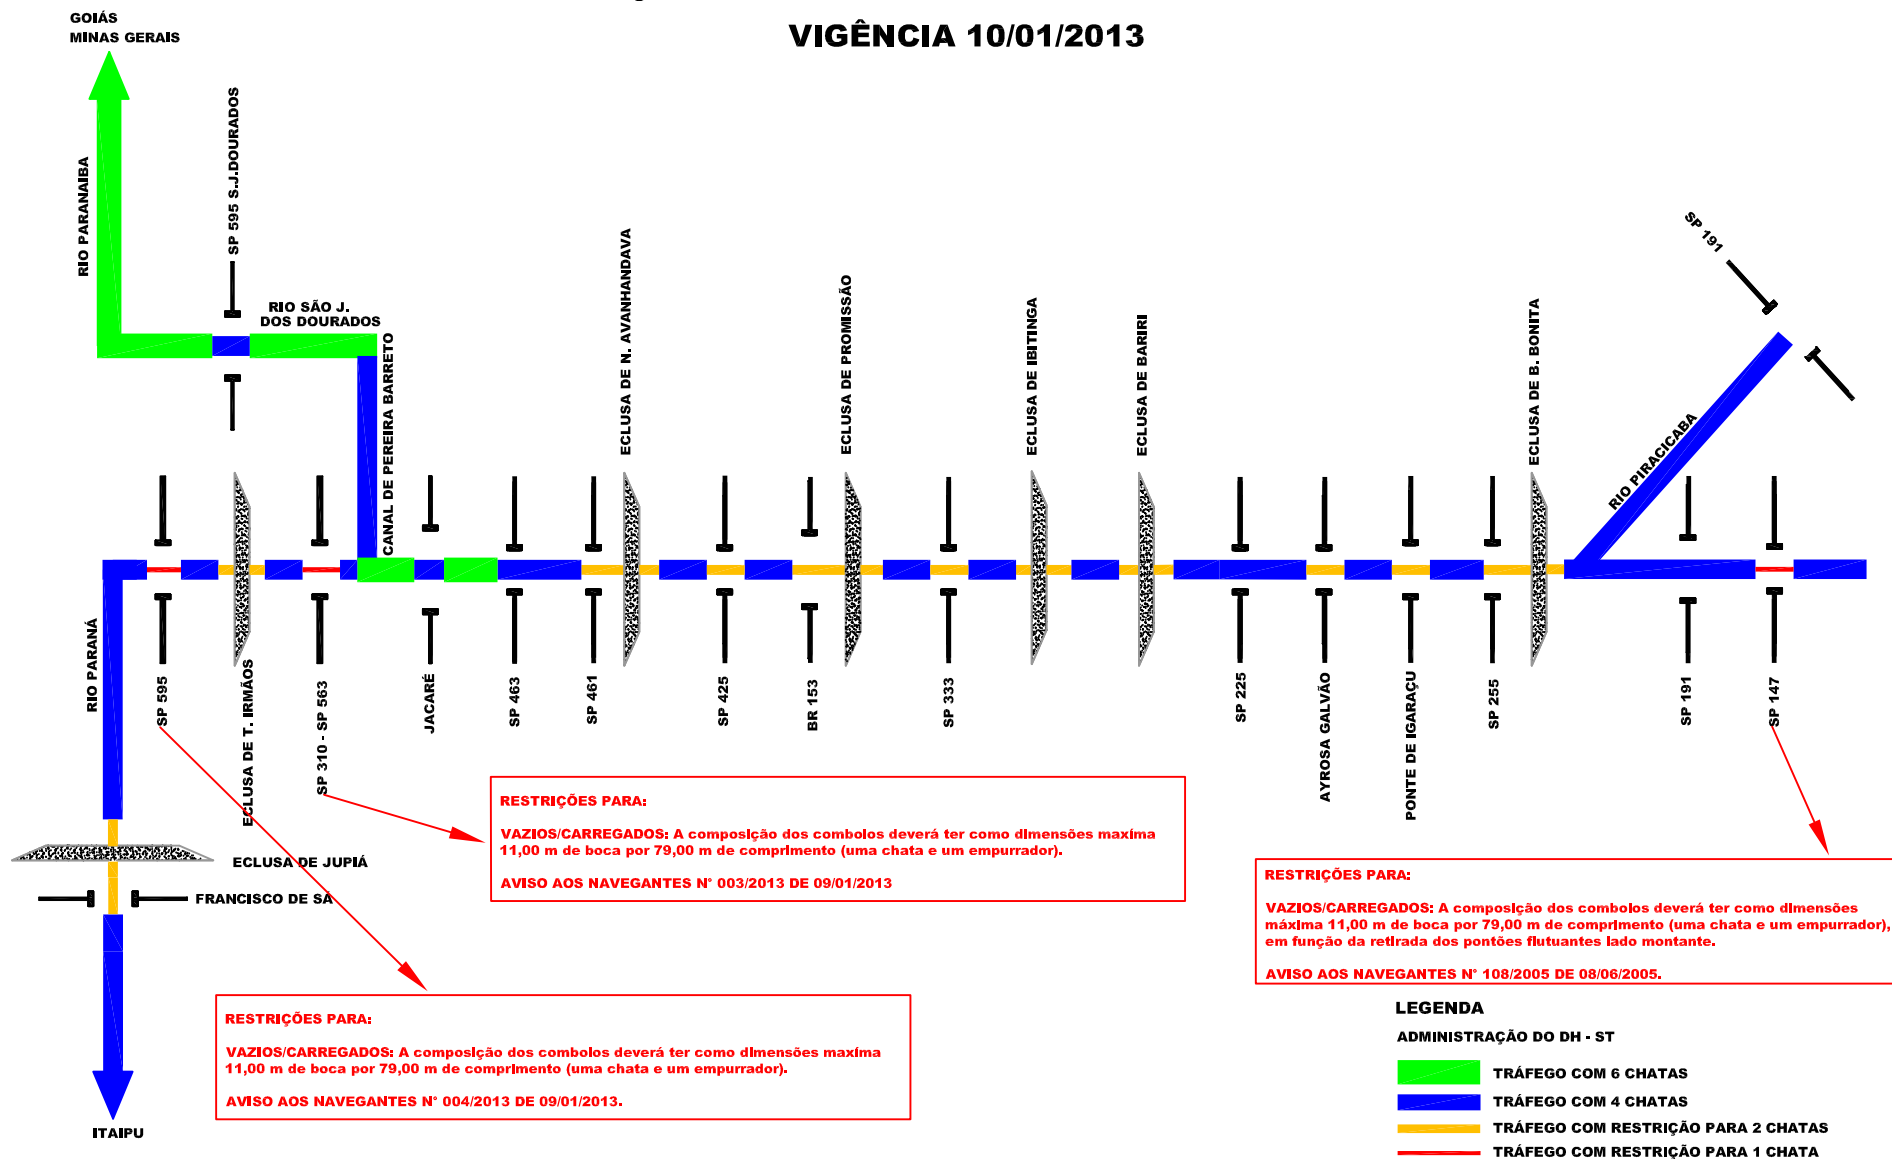 GOIÁS
MINAS GERAIS
VIGÊNCIA 10/01/2013
RIO PARANAIBA
SP 595 S.J.DOURADOS
RIO SÃO J.
DOS DOURADOS
CANAL DE PEREIRA BARRETO
ECLUSA DE N. AVANHANDAVA
ECLUSA DE PROMISSÃO
ECLUSA DE IBITINGA
ECLUSA DE BARIRI
ECLUSA DE B. BONITA
SP 191
RIO PIRACICABA
RIO PARANÁ
SP 595
ECLUSA DE T. IRMÃOS
SP 310 - SP 563
JACARÉ
SP 463
SP 461
SP 425
BR 153
SP 333
SP 225
AYROSA GALVÃO
PONTE DE IGARAÇU
SP 255
SP 191
SP 147
ECLUSA DE JUPIÁ
FRANCISCO DE SÁ
ITAIPU
RESTRIÇÕES PARA:
VAZIOS/CARREGADOS: A composição dos combolos deverá ter como dimensões maxíma
11,00 m de boca por 79,00 m de comprimento (uma chata e um empurrador).
AVISO AOS NAVEGANTES N° 003/2013 DE 09/01/2013
RESTRIÇÕES PARA:
VAZIOS/CARREGADOS: A composição dos combolos deverá ter como dimensões
máxima 11,00 m de boca por 79,00 m de comprimento (uma chata e um empurrador),
em função da retirada dos pontões flutuantes lado montante.
AVISO AOS NAVEGANTES N° 108/2005 DE 08/06/2005.
RESTRIÇÕES PARA:
VAZIOS/CARREGADOS: A composição dos combolos deverá ter como dimensões maxíma
11,00 m de boca por 79,00 m de comprimento (uma chata e um empurrador).
AVISO AOS NAVEGANTES N° 004/2013 DE 09/01/2013.
LEGENDA
ADMINISTRAÇÃO DO DH - ST
TRÁFEGO COM 6 CHATAS
TRÁFEGO COM 4 CHATAS
TRÁFEGO COM RESTRIÇÃO PARA 2 CHATAS
TRÁFEGO COM RESTRIÇÃO PARA 1 CHATA